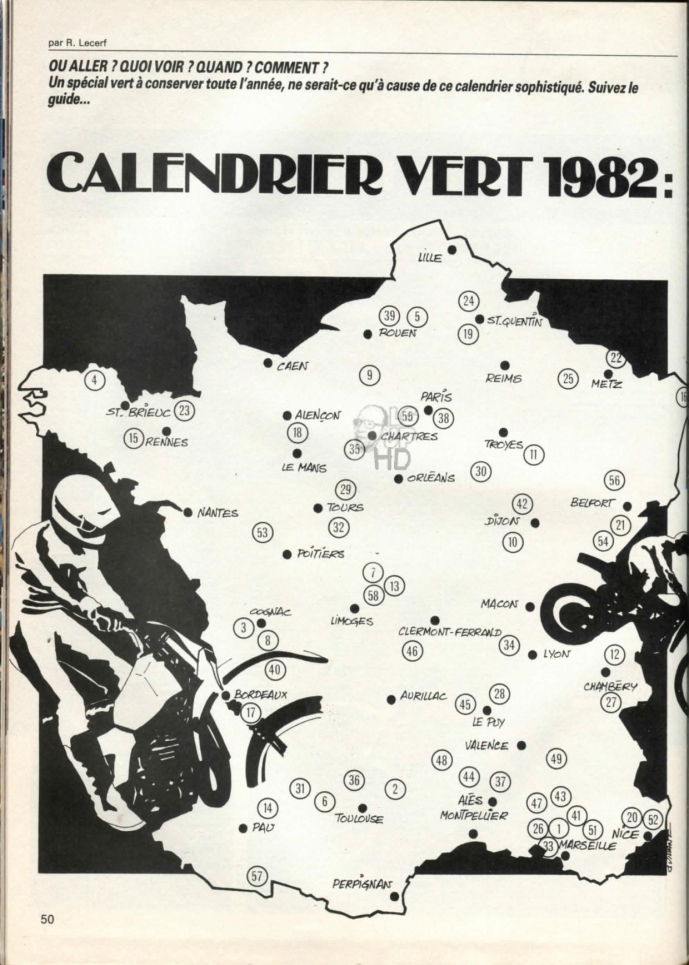 par R. Lecerf
OU ALLER ? QUOI VOIR ? QUAND ? COMMENT ?
Un spécial vert à conserver toute l'année, ne serait-ce qu'à cause de ce calendrier sophistiqué. Suivez le
guide...
CALENDRIER VERT 1982:
LILLE
24
39 5
ROUEN
ST. QUENTIN
19
CAEN
9
REIMS
25
22
METZ
4
ST. BRIEUC 23
15 RENNES
ALENÇON
18
LE MANS
PARIS
38
35 CHARTRES
HD
TROYES
11
ORLÉANS
30
56
NANTES
29
TOURS
32
53
42
DIJON
10
BELFORT
21
54
POITIERS
7
13
58
LIMOGES
MACON
COGNAC
3
8
40
CLERMONT-FERRAND
46
34
LYON
12
CHAMBÉRY
27
BORDEAUX
17
AURILLAC
45
28
LE PUY
VALENCE
48
49
31
36
2
14
6
TOULOUSE
PAU
44
37
ALÈS
MONTPELLIER
47
43
41
26 1 51
33 MARSEILLE
20 52
NICE
57
PERPIGNAN
50